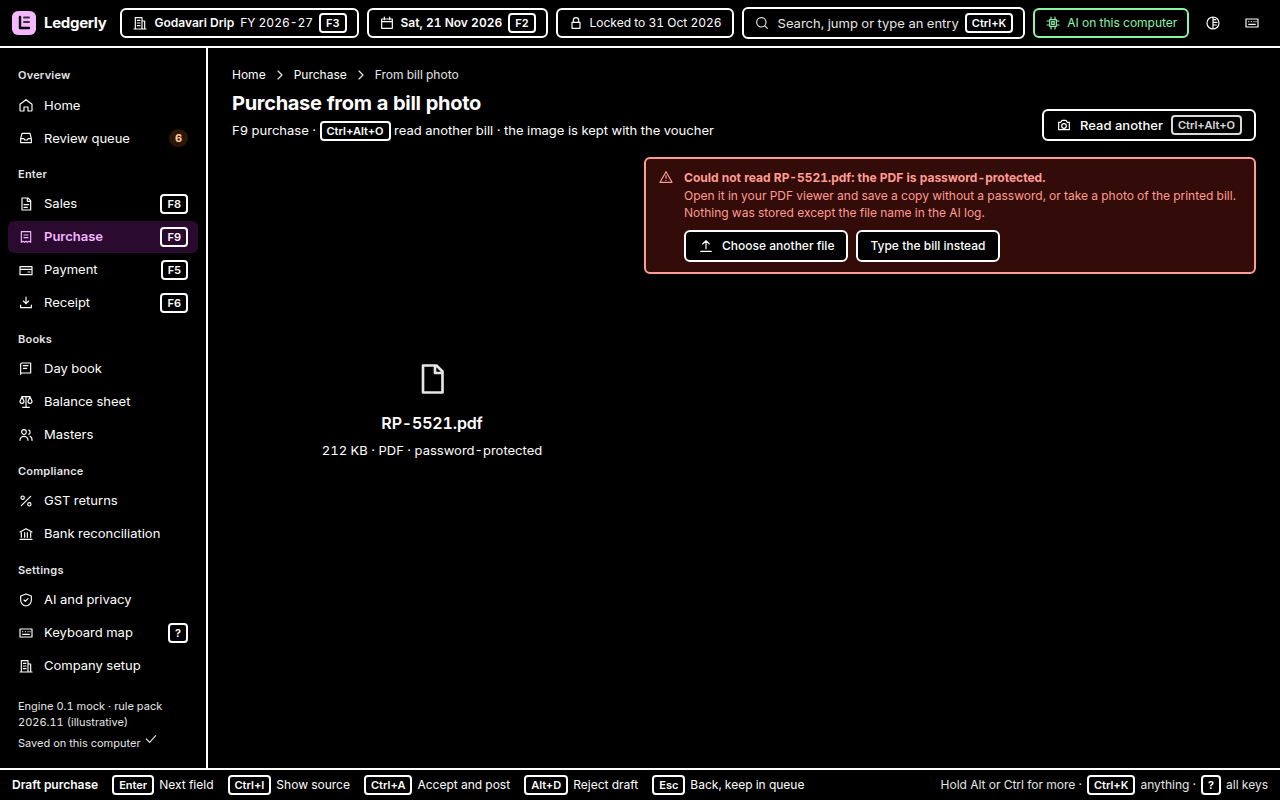 Ledgerly
Godavari Drip FY 2026-27 F3
Sat, 21 Nov 2026 F2
Locked to 31 Oct 2026
Search, jump or type an entry Ctrl+K
AI on this computer
Overview
Home
Review queue 6
Enter
Sales F8
Purchase F9
Payment F5
Receipt F6
Books
Day book
Balance sheet
Masters
Compliance
GST returns
Bank reconciliation
Settings
AI and privacy
Keyboard map ?
Company setup
Engine 0.1 mock · rule pack
2026.11 (illustrative)
Saved on this computer
Home Purchase From bill photo
Purchase from a bill photo
F9 purchase · Ctrl+Alt+O read another bill · the image is kept with the voucher
Read another Ctrl+Alt+O
Could not read RP-5521.pdf: the PDF is password-protected.
Open it in your PDF viewer and save a copy without a password, or take a photo of the printed bill.
Nothing was stored except the file name in the AI log.
Choose another file
Type the bill instead
RP-5521.pdf
212 KB · PDF · password-protected
Draft purchase Enter Next field Ctrl+I Show source Ctrl+A Accept and post Alt+D Reject draft Esc Back, keep in queue
Hold Alt or Ctrl for more · Ctrl+K anything · ? all keys